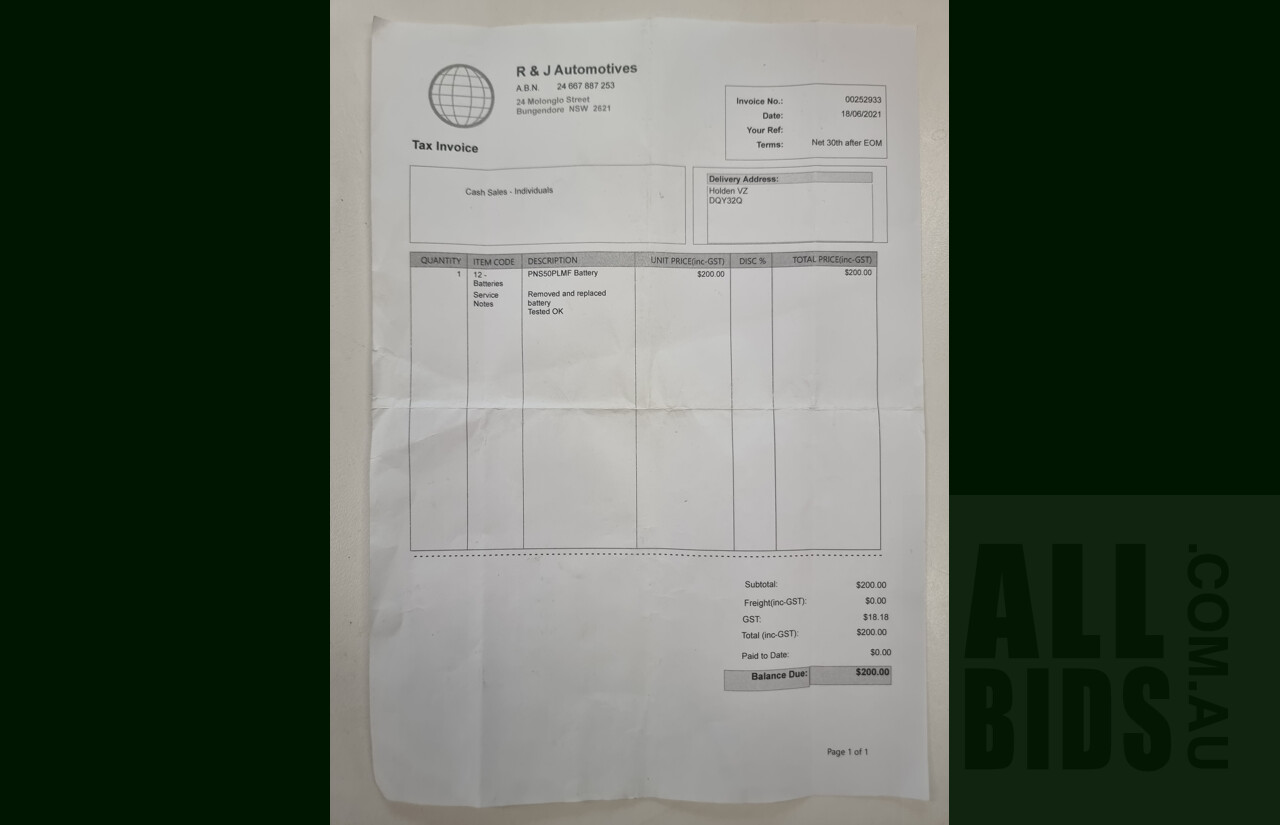 R & J Automotives
A.B.N. 24 667 887 253
24 Molonglo Street
Bungendore NSW 2621
Tax Invoice
Invoice No.: 00252933
Date: 18/06/2021
Your Ref:
Terms: Net 30th after EOM
Cash Sales - Individuals
Delivery Address:
Holden VZ
DQY32Q
QUANTITY ITEM CODE DESCRIPTION UNIT PRICE(inc-GST) DISC % TOTAL PRICE(inc-GST)
1 12 - PNS50PLMF Battery $200.00 $200.00
Batteries
Service Removed and replaced
Notes battery
Tested OK
Subtotal: $200.00
Freight(inc-GST): $0.00
GST: $18.18
Total (inc-GST): $200.00
Paid to Date: $0.00
Balance Due: $200.00
Page 1 of 1
ALL
BIDS
.COM.AU